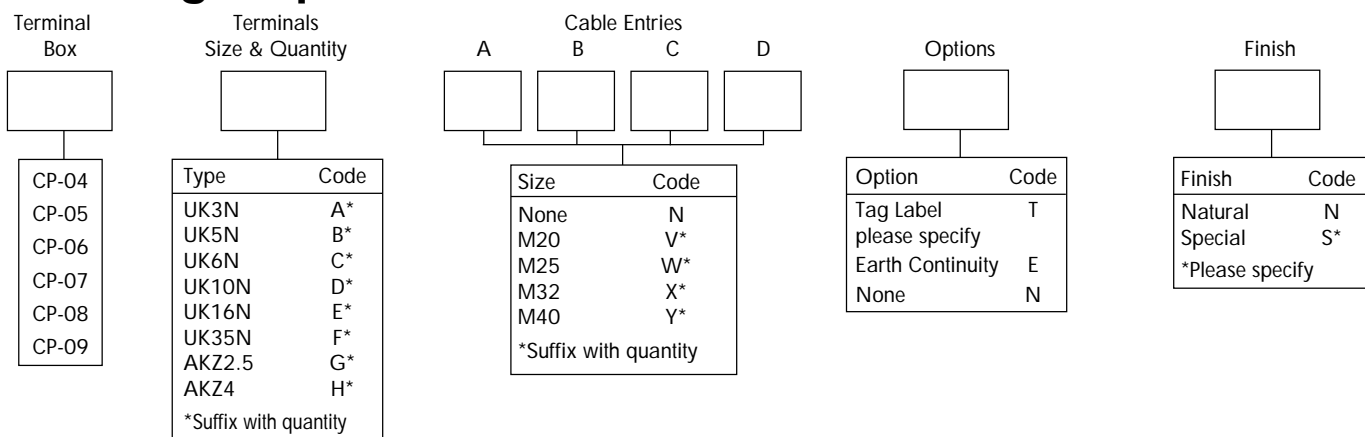 Terminal
Box
Terminals
Size & Quantity
Cable Entries
A B C D
Options
Finish
CP-04
CP-05
CP-06
CP-07
CP-08
CP-09
Type Code
UK3N A*
UK5N B*
UK6N C*
UK10N D*
UK16N E*
UK35N F*
AKZ2.5 G*
AKZ4 H*
*Suffix with quantity
Size Code
None N
M20 V*
M25 W*
M32 X*
M40 Y*
*Suffix with quantity
Option Code
Tag Label T
please specify
Earth Continuity E
None N
Finish Code
Natural N
Special S*
*Please specify